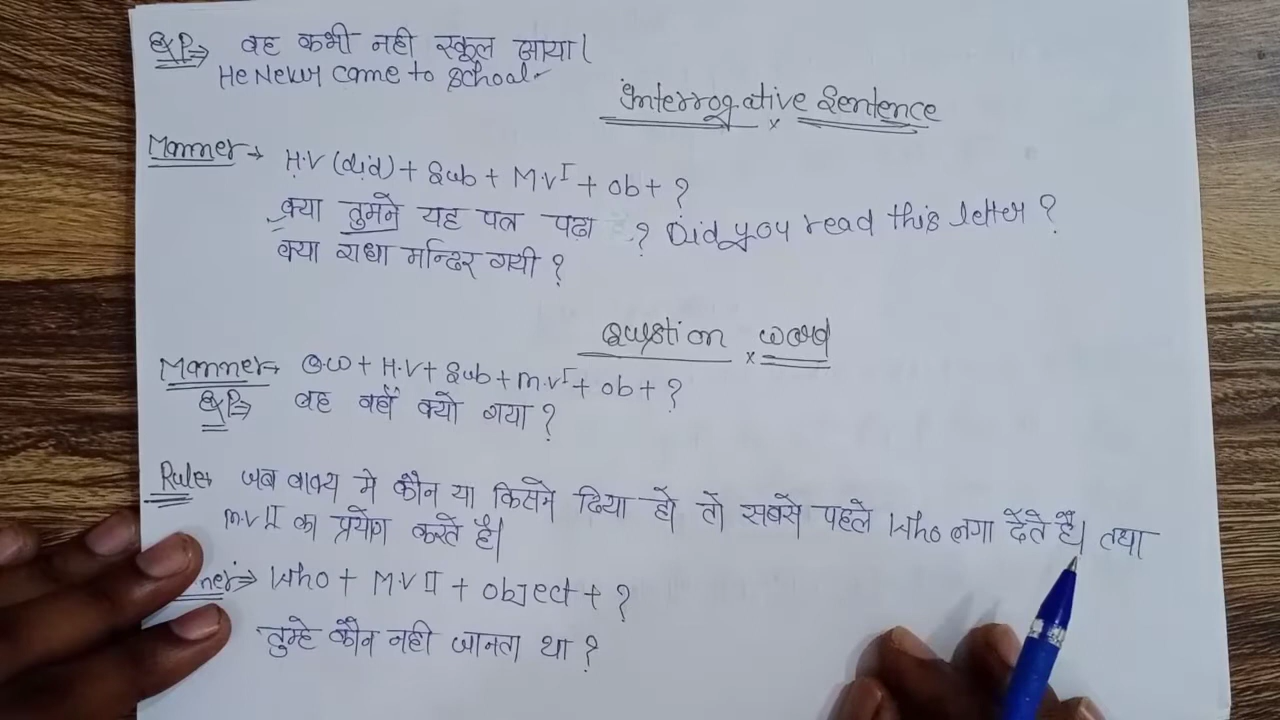 Exp⇒ वह कभी नही स्कूल आया।
He Never came to School.
Interrogative Sentence
Manner→ H.V (did) + Sub + M.V I + ob + ?
क्या तुमने यह पत्र पढ़ा ? Did you read this letter ?
क्या राधा मन्दिर गयी ?
Question word
Manner→ Q.w + H.V + Sub + m.v I + ob + ?
Exp⇒ वह वहाँ क्यो गया ?
Rule→ जब वाक्य मे कौन या किसने दिया हो तो सबसे पहले Who लगा देंते है। तथा
M.V II का प्रयोग करते है।
ner⇒ Who + M.V II + object + ?
तुम्हे कौन नही जानता था ?